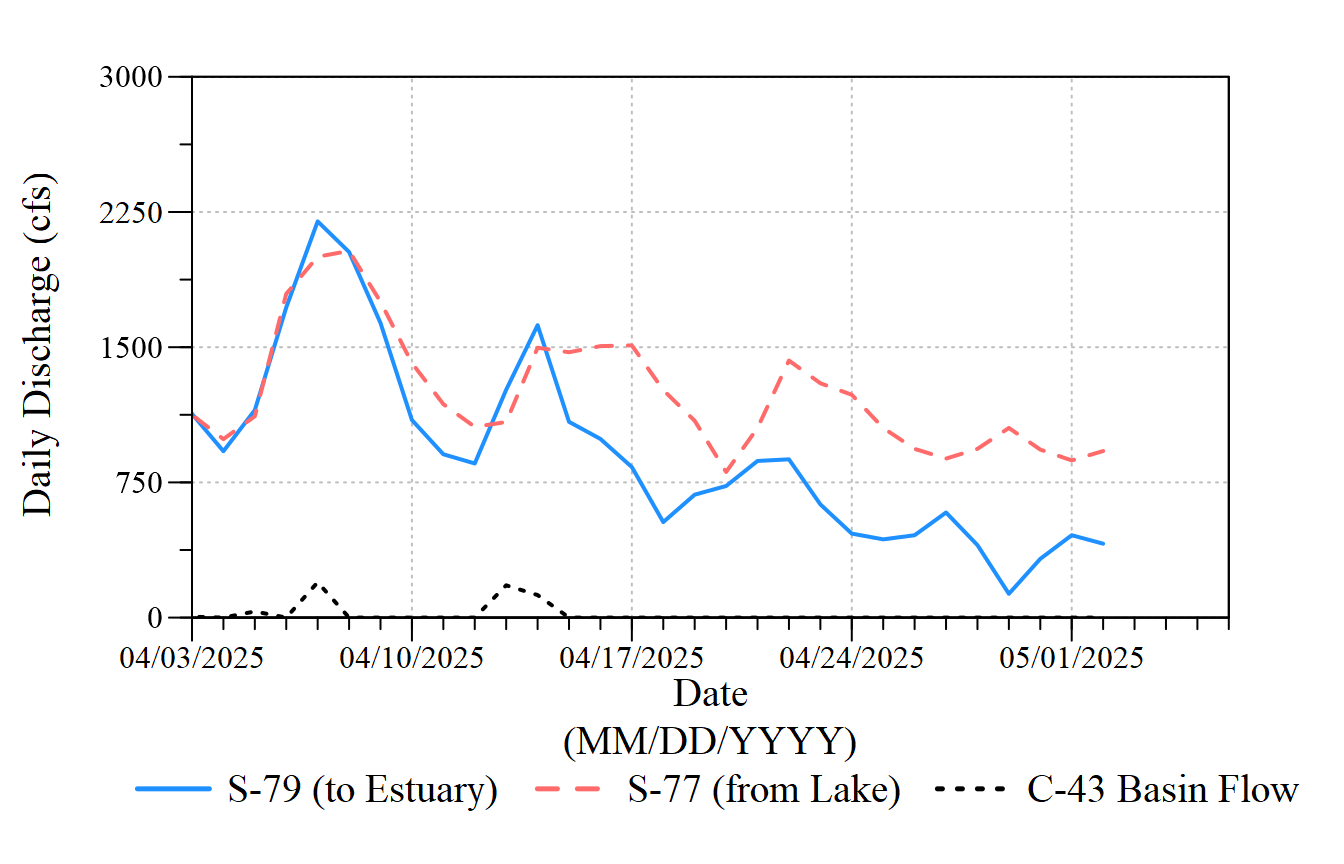 3000
2250
1500
750
0
Daily Discharge (cfs)
04/03/2025 04/10/2025 04/17/2025 04/24/2025 05/01/2025
Date
(MM/DD/YYYY)
S-79 (to Estuary) S-77 (from Lake) C-43 Basin Flow